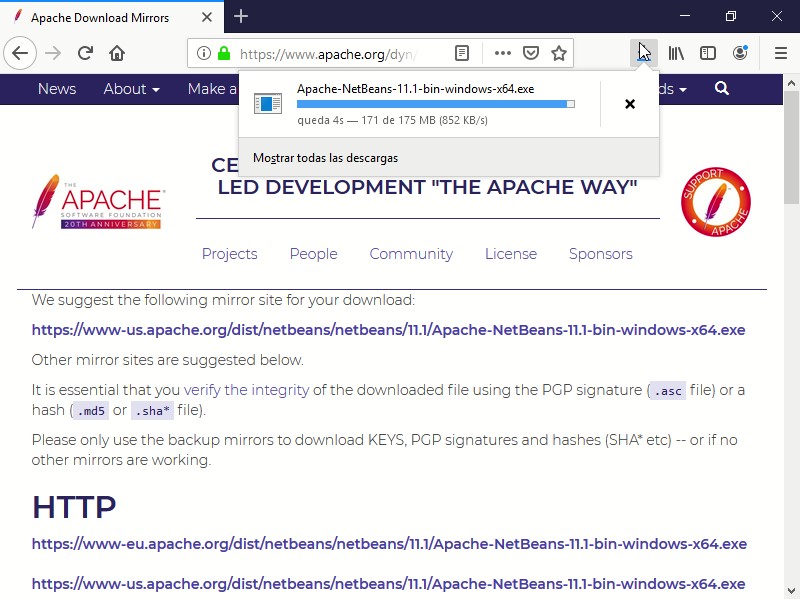 Apache Download Mirrors
https://www.apache.org/dyn/
News About Make a ds
Apache-NetBeans-11.1-bin-windows-x64.exe
queda 4s — 171 de 175 MB (852 KB/s)
Mostrar todas las descargas
CE
LED DEVELOPMENT "THE APACHE WAY"
THE
APACHE®
SOFTWARE FOUNDATION
20TH ANNIVERSARY
SUPPORT
APACHE
Projects People Community License Sponsors
We suggest the following mirror site for your download:
https://www-us.apache.org/dist/netbeans/netbeans/11.1/Apache-NetBeans-11.1-bin-windows-x64.exe
Other mirror sites are suggested below.
It is essential that you verify the integrity of the downloaded file using the PGP signature ( .asc file) or a
hash ( .md5 or .sha* file).
Please only use the backup mirrors to download KEYS, PGP signatures and hashes (SHA* etc) -- or if no
other mirrors are working.
HTTP
https://www-eu.apache.org/dist/netbeans/netbeans/11.1/Apache-NetBeans-11.1-bin-windows-x64.exe
https://www-us.apache.org/dist/netbeans/netbeans/11.1/Apache-NetBeans-11.1-bin-windows-x64.exe